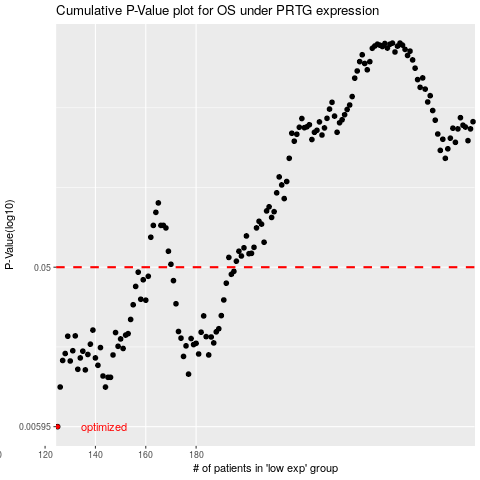 Cumulative P-Value plot for OS under PRTG expression
P-Value(log10)
0.05
0.00595
optimized
0 120 140 160 180
# of patients in 'low exp' group